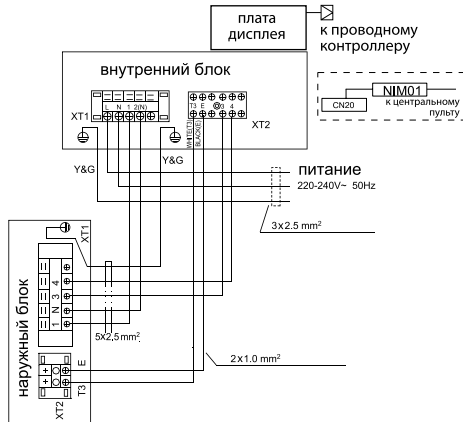 плата
дисплея
к проводному
контроллеру
внутренний блок
NIM01
CN20
к центральному
пульту
XT1
L N 1 2(N)
T3 E 3 4
XT2
WHITE(T3)
BLACK(E)
Y&G
Y&G
питание
220-240V~ 50Hz
3x2.5 mm²
наружный блок
XT1
4
3
N
1
5X2,5mm²
2x1.0 mm²
E
T3
XT2